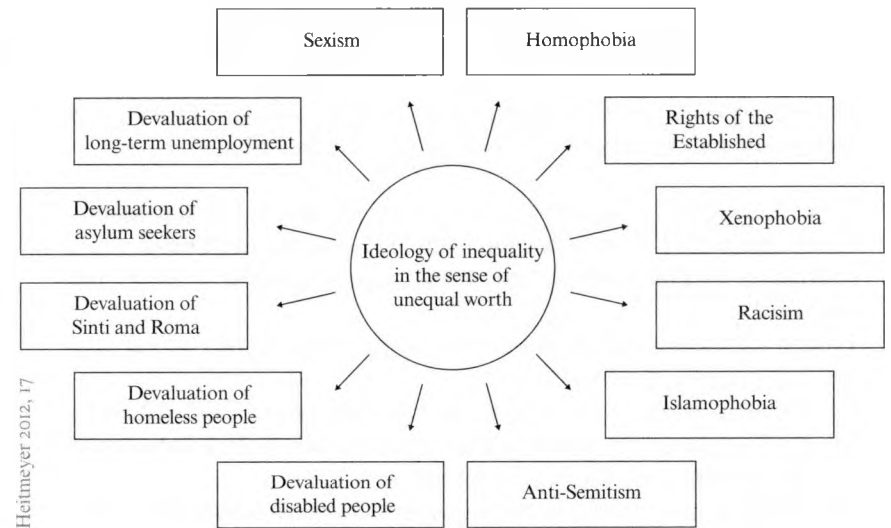 Sexism
Homophobia
Devaluation of
long-term unemployment
Rights of the
Established
Devaluation of
asylum seekers
Xenophobia
Ideology of inequality
in the sense of
unequal worth
Devaluation of
Sinti and Roma
Racisim
Devaluation of
homeless people
Islamophobia
Devaluation of
disabled people
Anti-Semitism
Heitmeyer 2012, 17